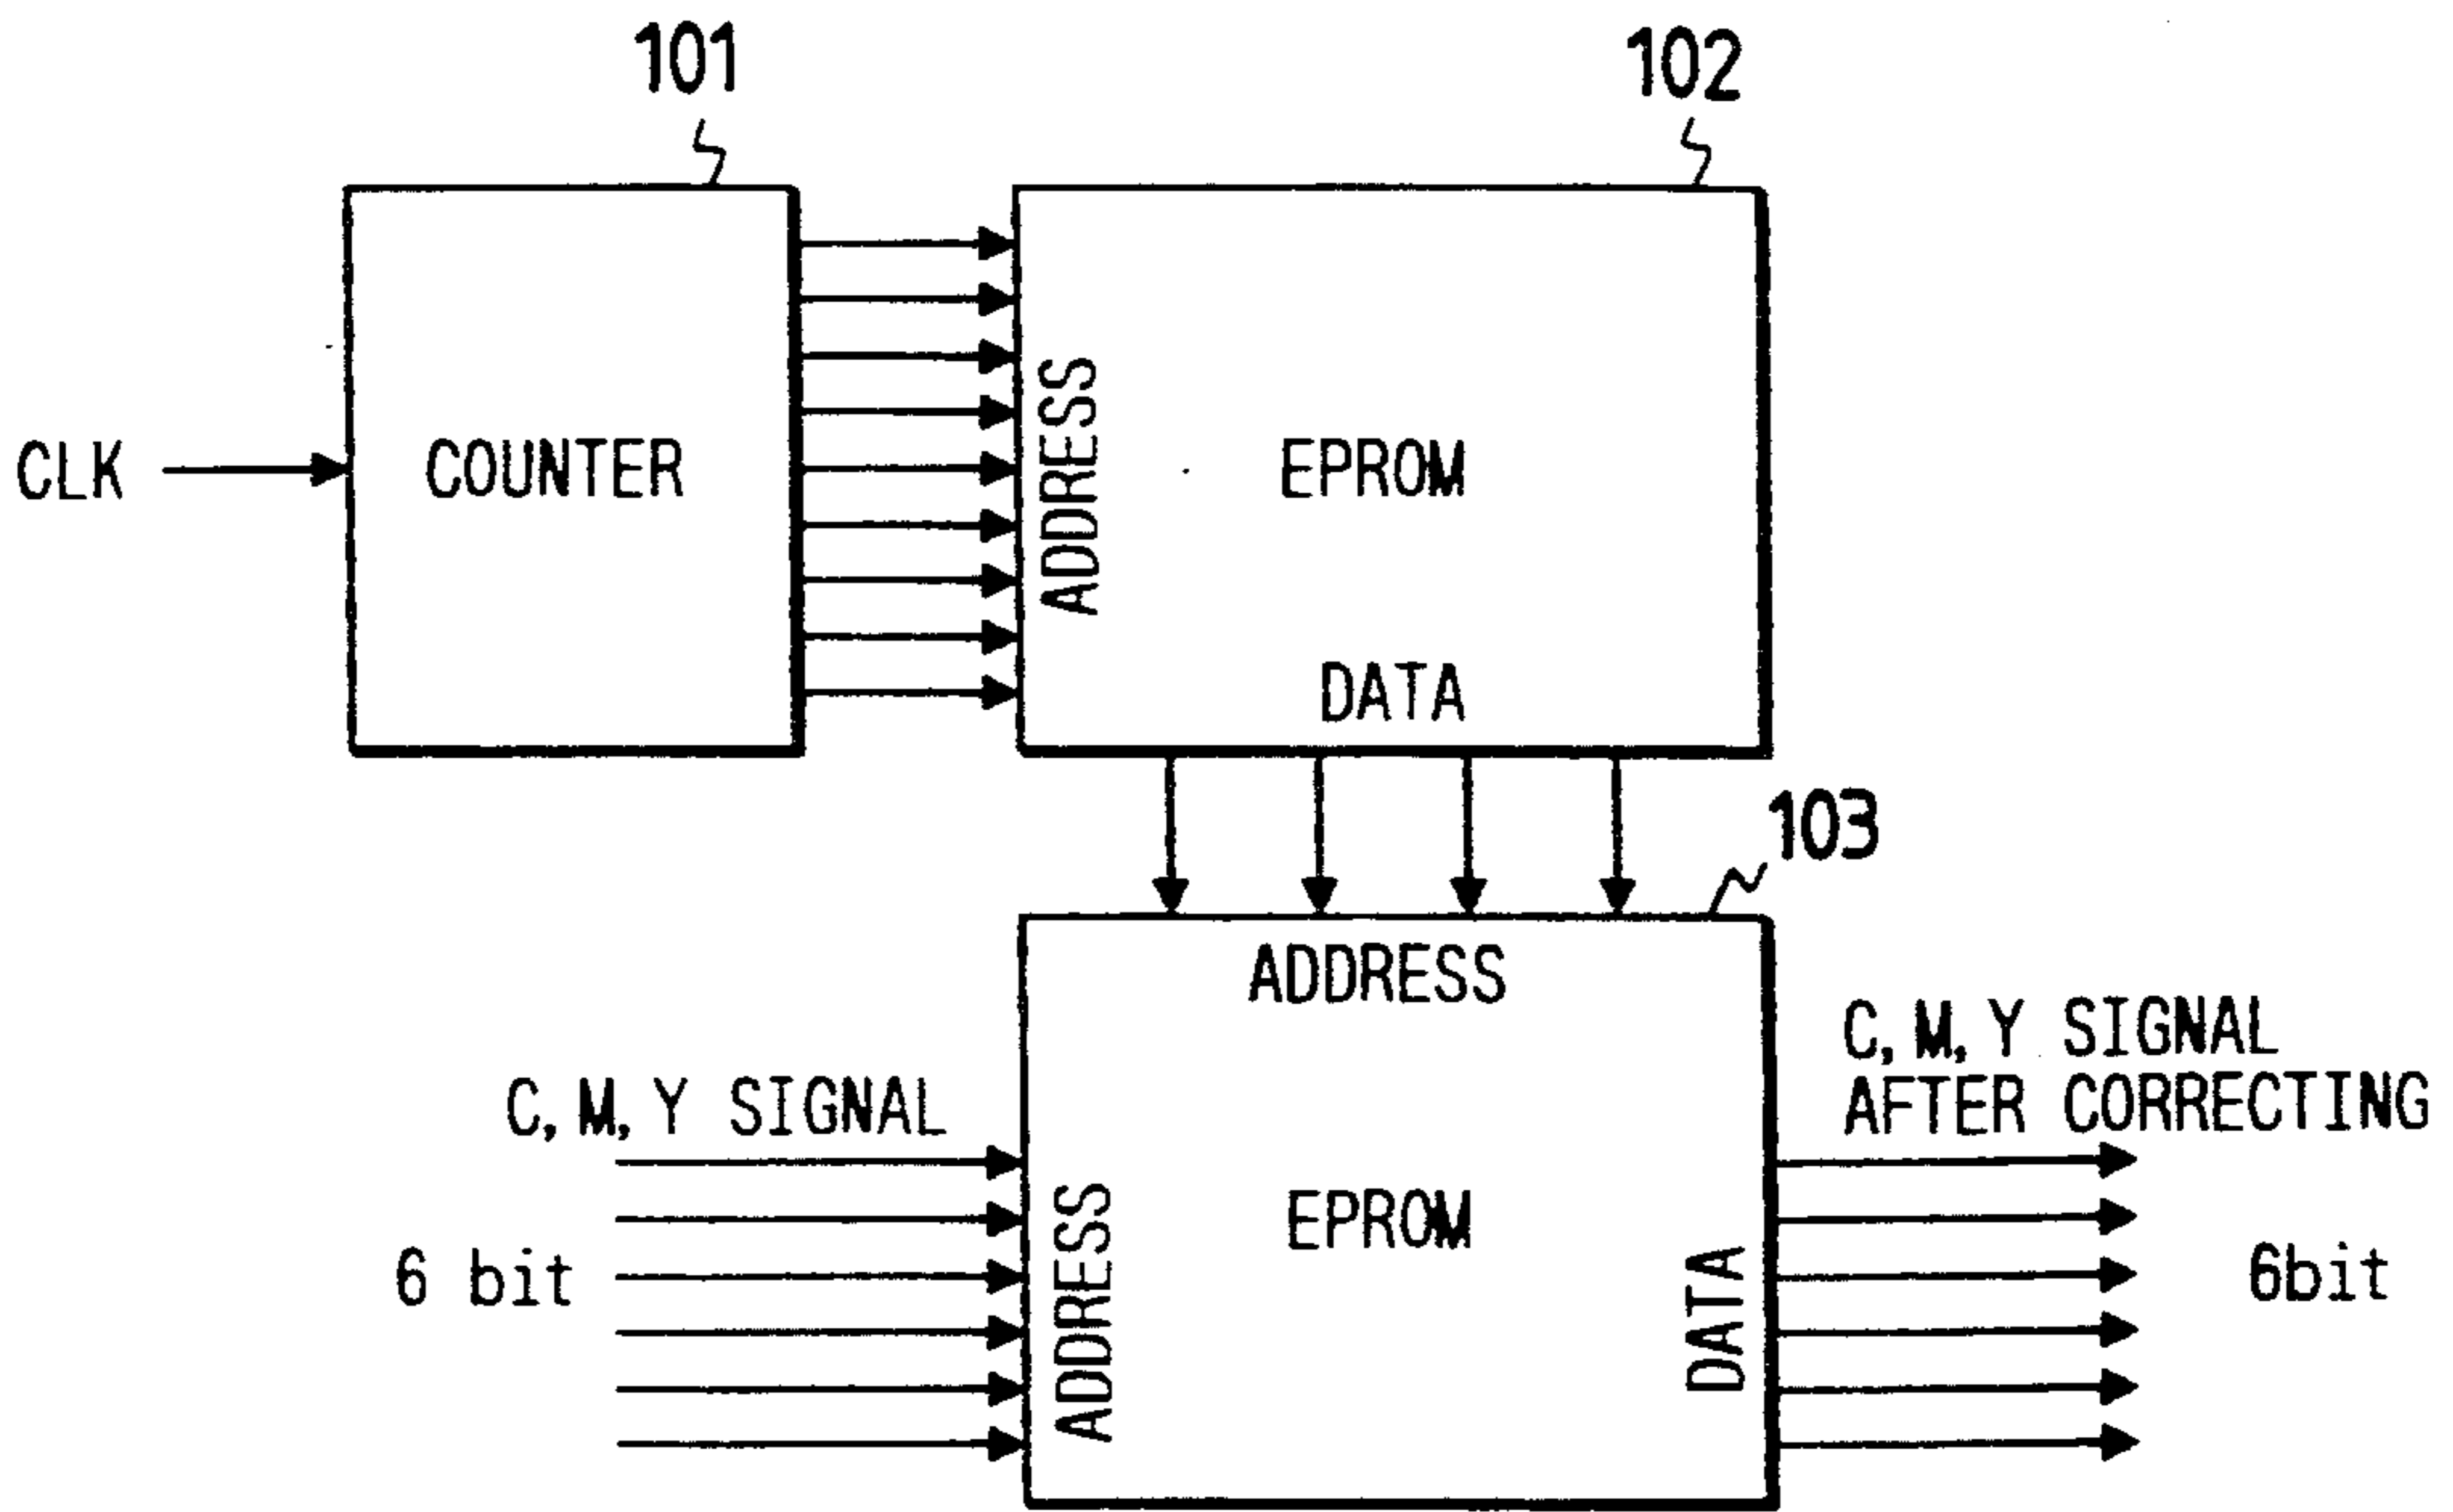 101
102
CLK
COUNTER
ADDRESS
EPROM
DATA
103
ADDRESS
C, M, Y SIGNAL
AFTER CORRECTING
C, M, Y SIGNAL
6 bit
ADDRESS
EPROM
DATA
6bit